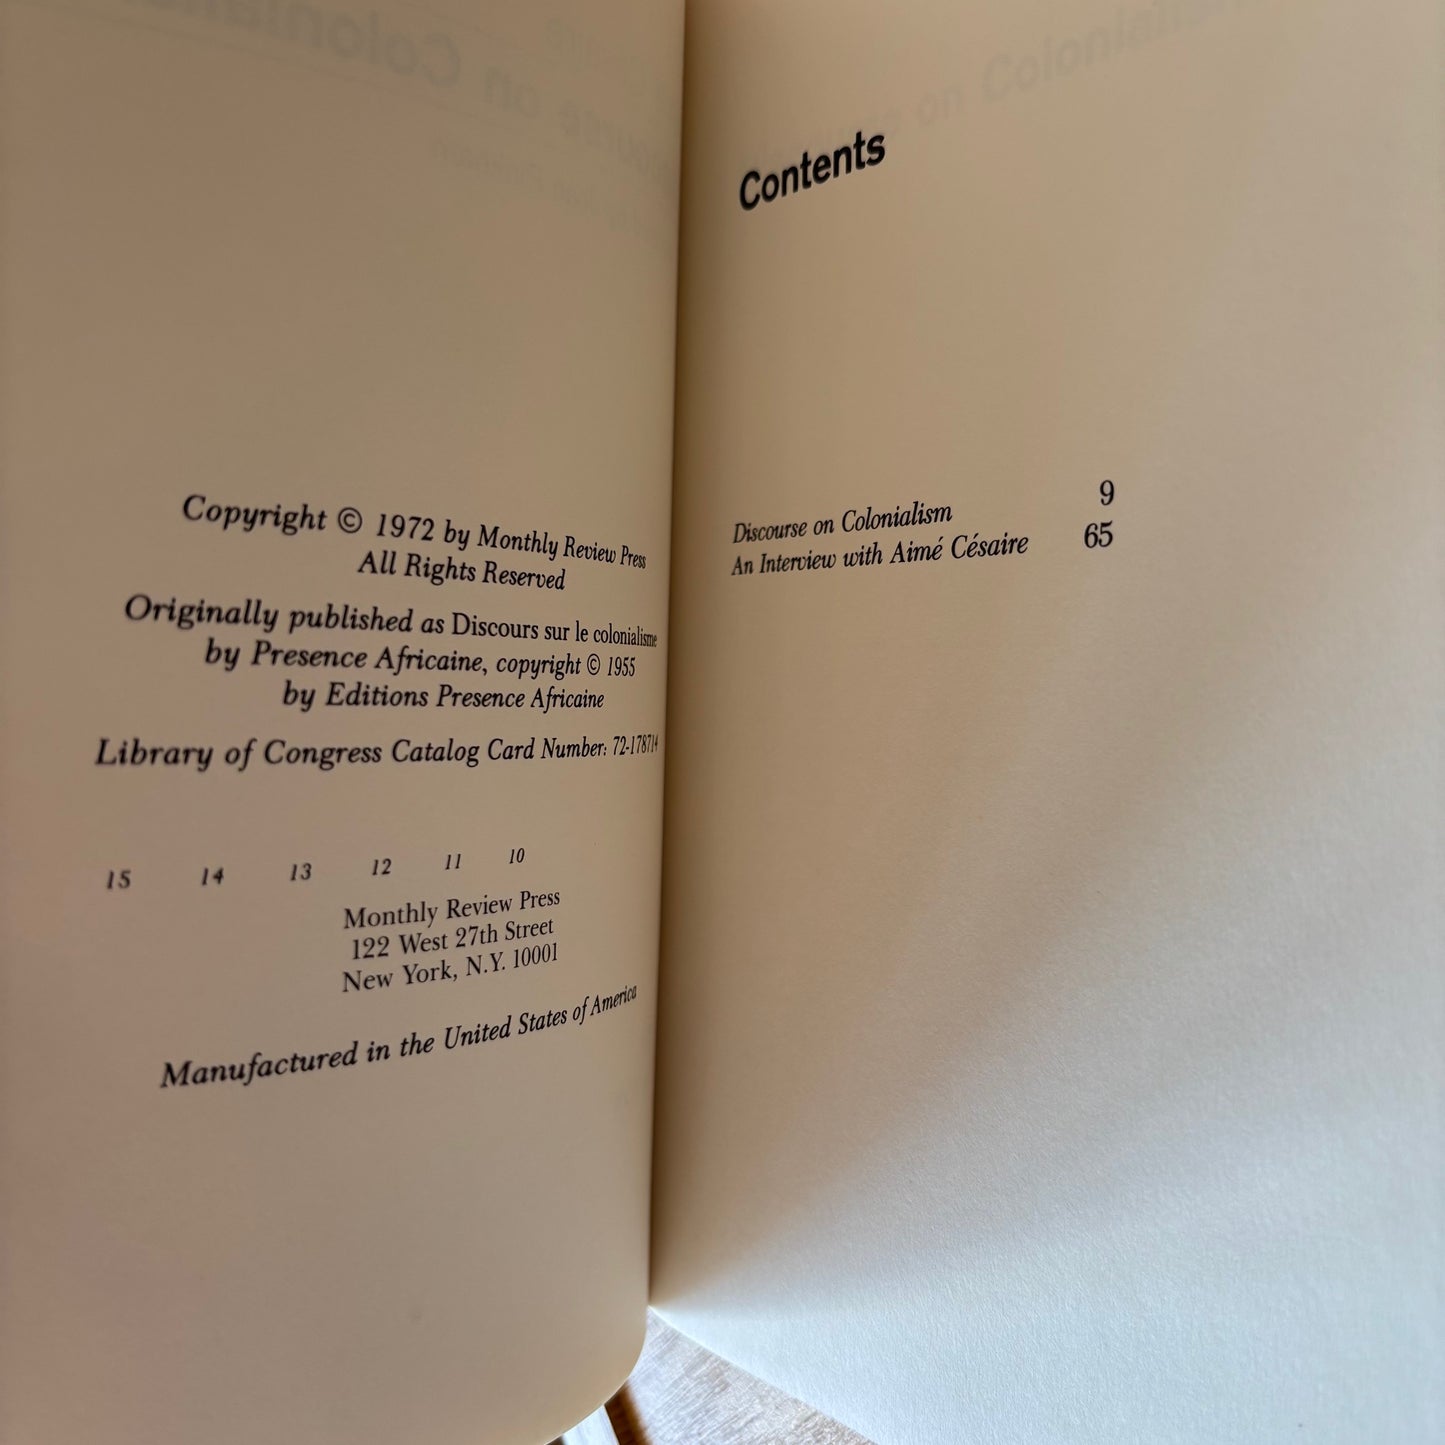 Copyright © 1972 by Monthly Review Press
All Rights Reserved
Originally published as Discours sur le colonialisme
by Presence Africaine, copyright © 1955
by Editions Presence Africaine
Library of Congress Catalog Card Number: 72-178714
15 14 13 12 11 10
Monthly Review Press
122 West 27th Street
New York, N.Y. 10001
Manufactured in the United States of America
on Colonialism
Contents
Discourse on Colonialism 9
An Interview with Aimé Césaire 65